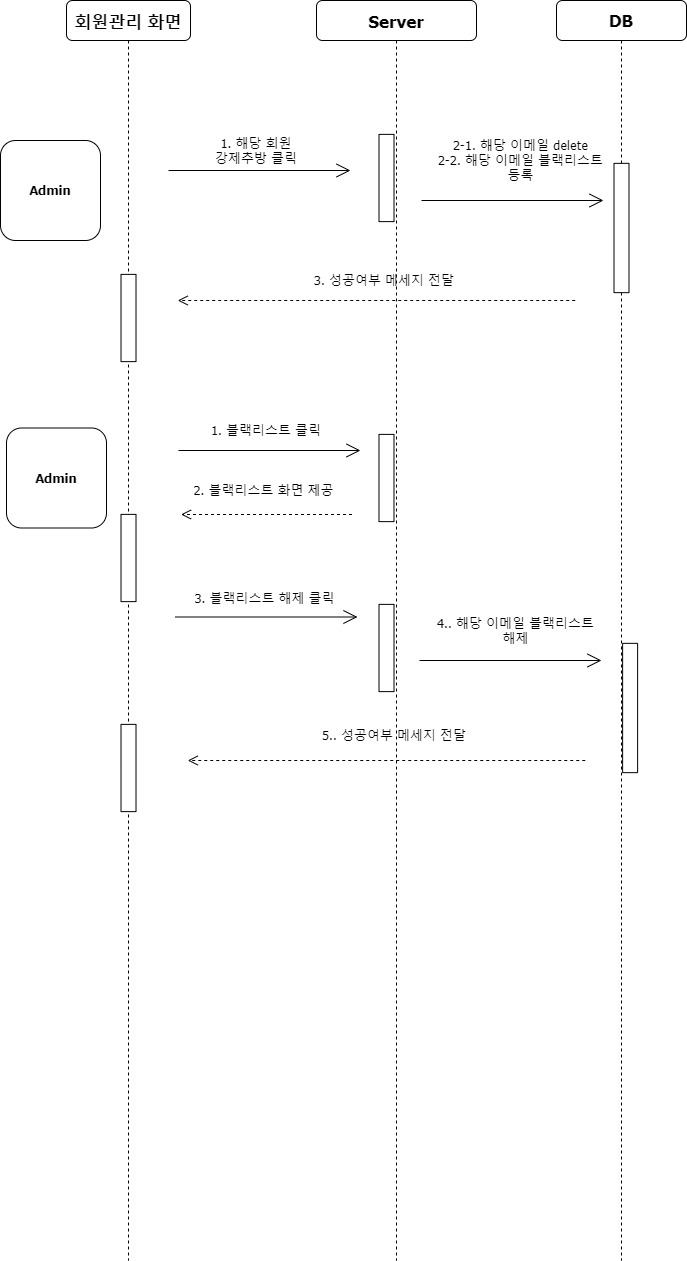 회원관리 화면
Server
DB
1. 해당 회원
강제추방 클릭
2-1. 해당 이메일 delete
2-2. 해당 이메일 블랙리스트
등록
Admin
3. 성공여부 메세지 전달
1. 블랙리스트 클릭
Admin
2. 블랙리스트 화면 제공
3. 블랙리스트 해제 클릭
4.. 해당 이메일 블랙리스트
해제
5.. 성공여부 메세지 전달